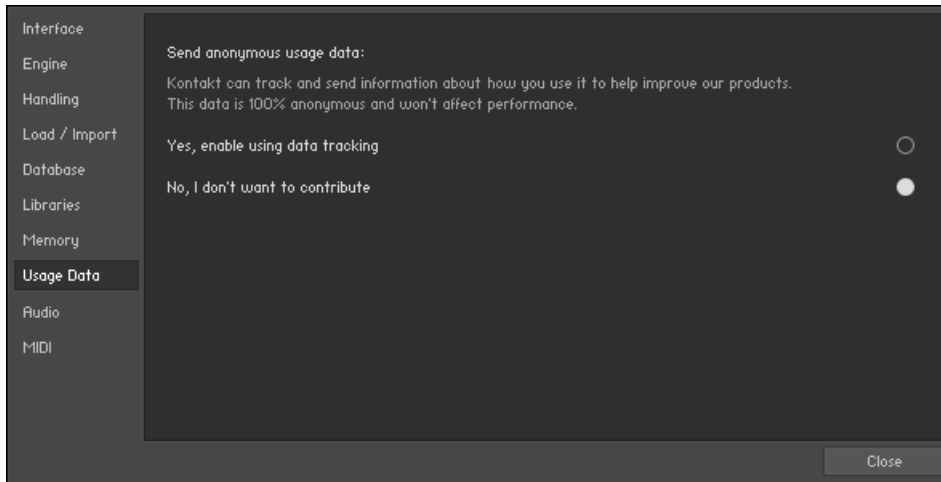 Interface
Engine
Handling
Load / Import
Database
Libraries
Memory
Usage Data
Audio
MIDI
Send anonymous usage data:
Kontakt can track and send information about how you use it to help improve our products.
This data is 100% anonymous and won't affect performance.
Yes, enable using data tracking
No, I don't want to contribute
Close